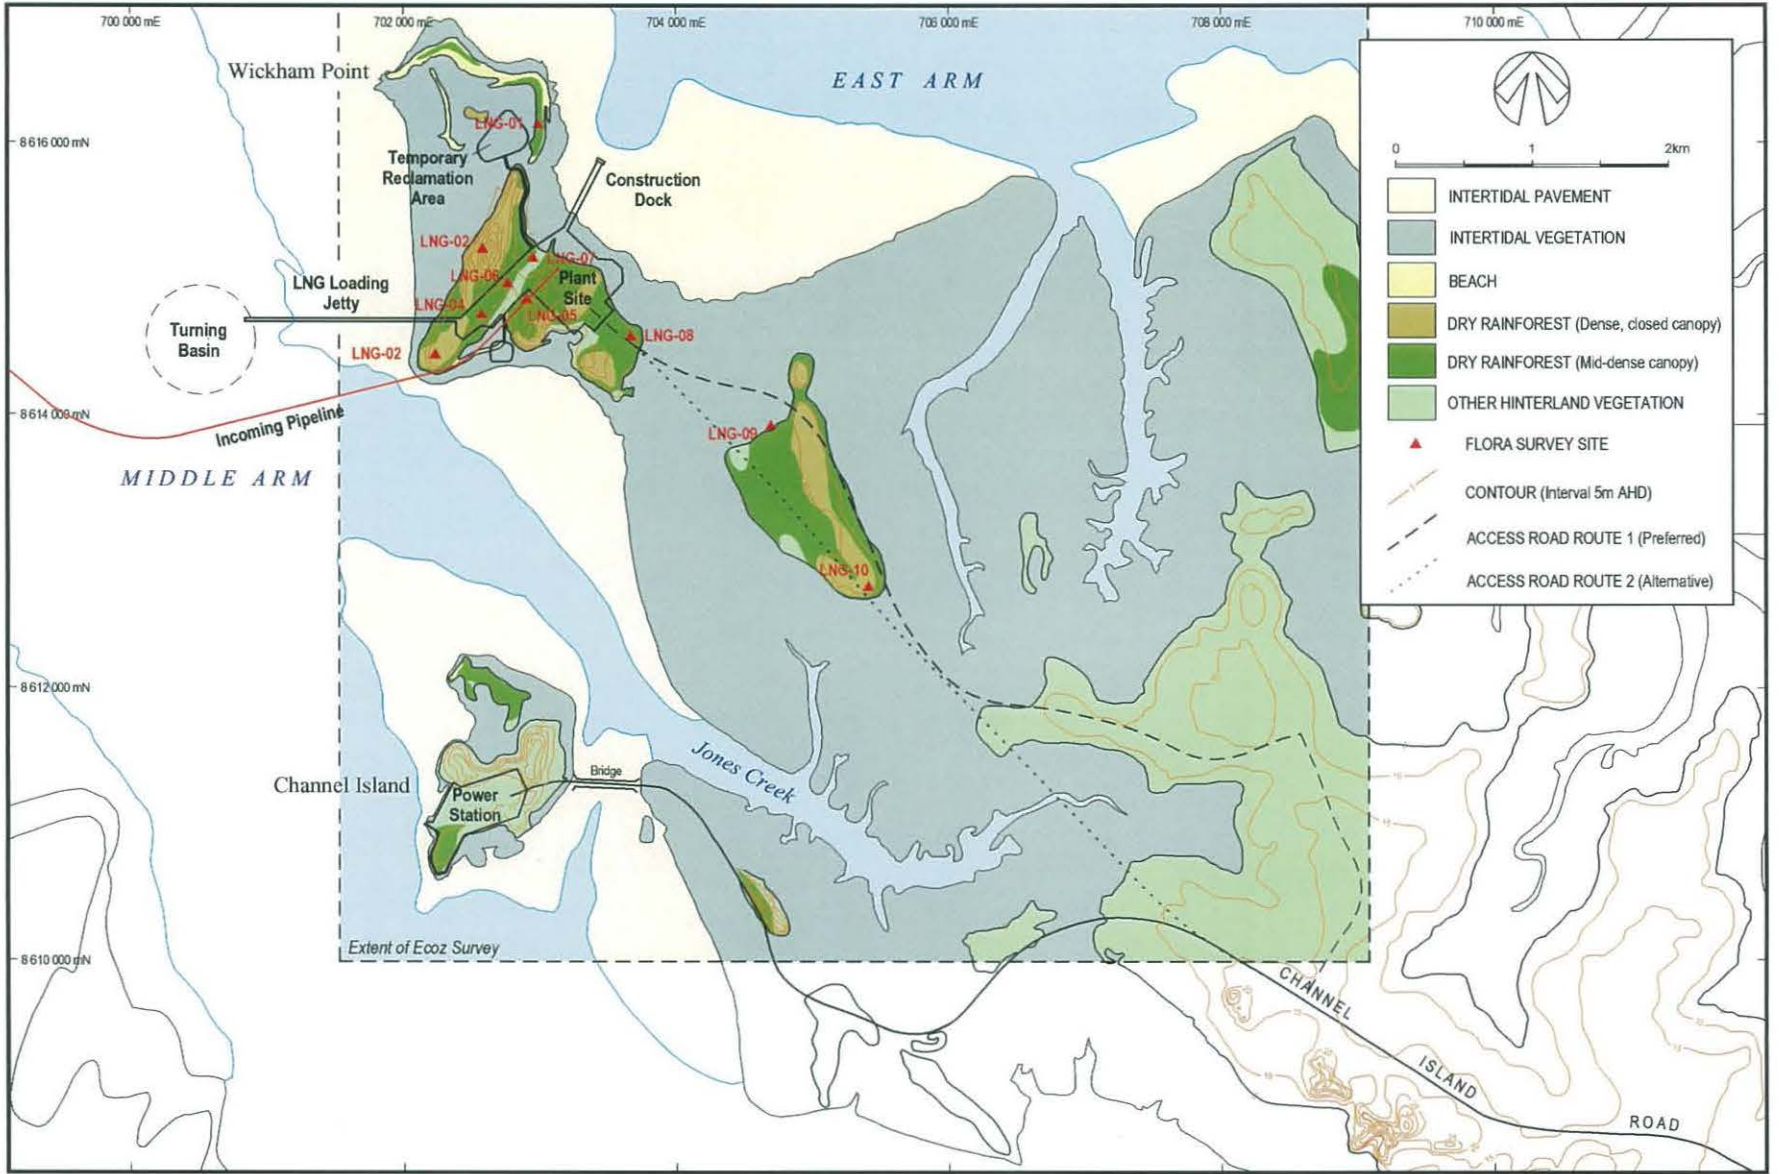 700 000 mE
702 000 mE
704 000 mE
706 000 mE
708 000 mE
710 000 mE
Wickham Point
EAST ARM
LNG-01
8 616 000 mN
Temporary
Reclamation
Area
Construction
Dock
0 1 2km
INTERTIDAL PAVEMENT
INTERTIDAL VEGETATION
BEACH
DRY RAINFOREST (Dense, closed canopy)
DRY RAINFOREST (Mid-dense canopy)
OTHER HINTERLAND VEGETATION
FLORA SURVEY SITE
CONTOUR (Interval 5m AHD)
ACCESS ROAD ROUTE 1 (Preferred)
ACCESS ROAD ROUTE 2 (Alternative)
LNG-02
LNG-07
LNG-06
Plant
Site
LNG Loading
Jetty
LNG-04
LNG-05
Turning
Basin
LNG-08
LNG-02
8 614 000 mN
Incoming Pipeline
LNG-09
MIDDLE ARM
LNG-10
8 612 000 mN
Jones Creek
Bridge
Channel Island
Power
Station
Extent of Ecoz Survey
8 610 000 mN
CHANNEL
ISLAND
ROAD